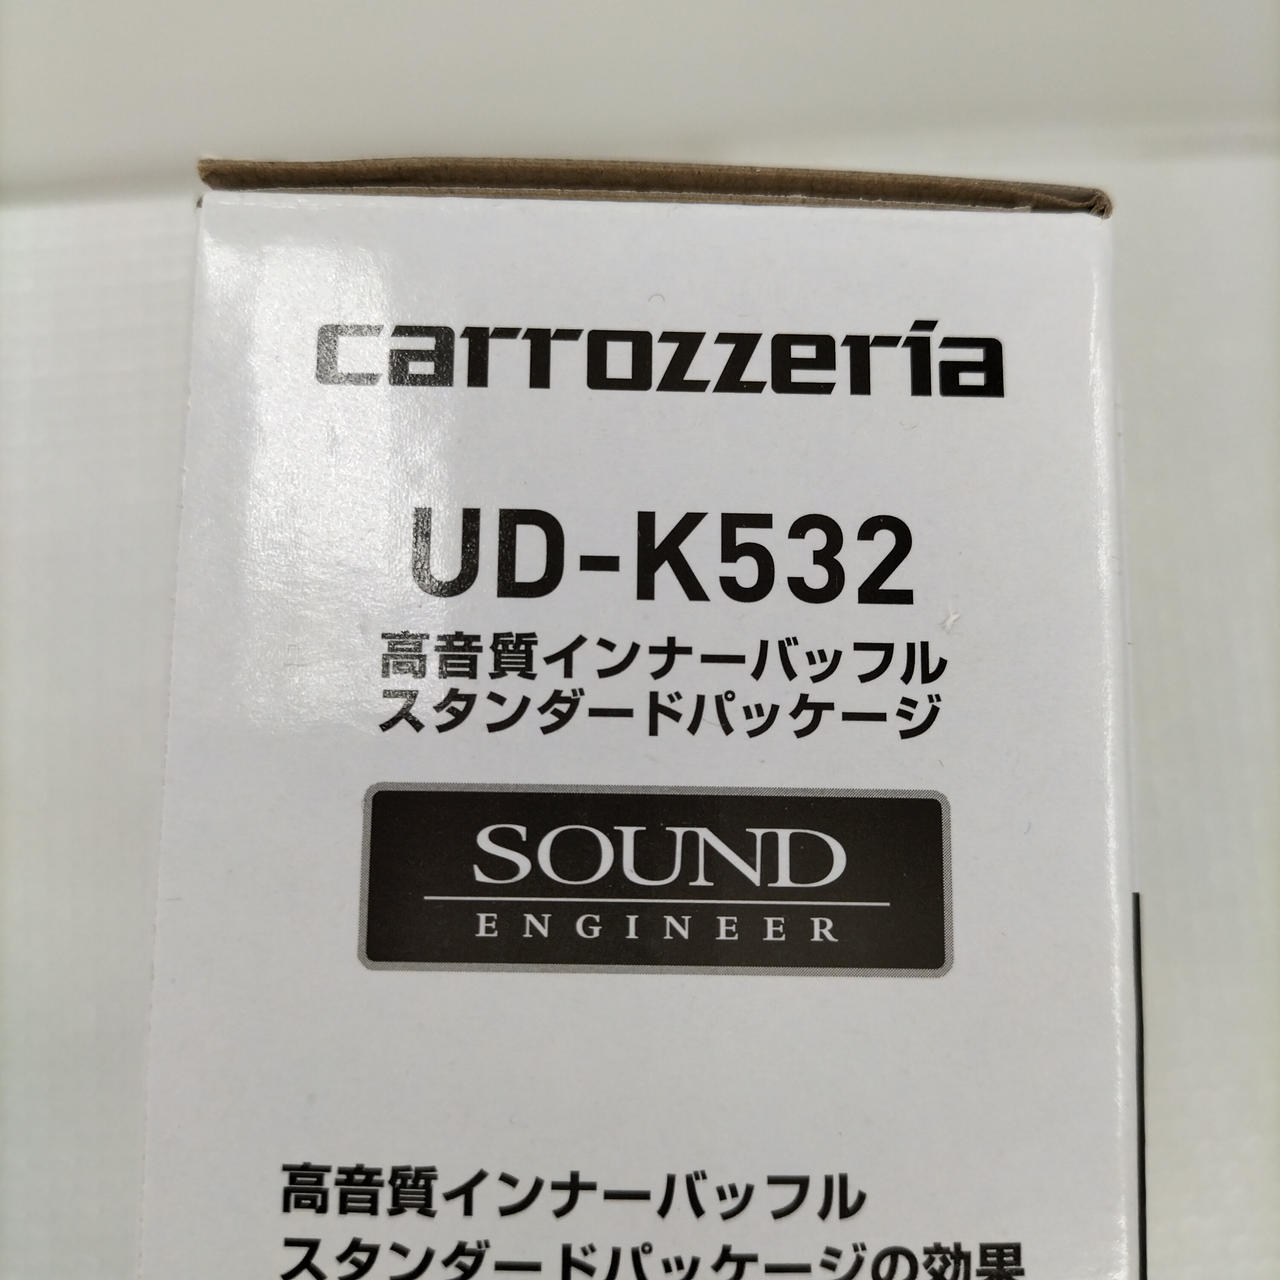 carrozzeria
UD-K532
高音質インナーバッフル
スタンダードパッケージ
SOUND
ENGINEER
高音質インナーバッフル
スタンダードパッケージの効果